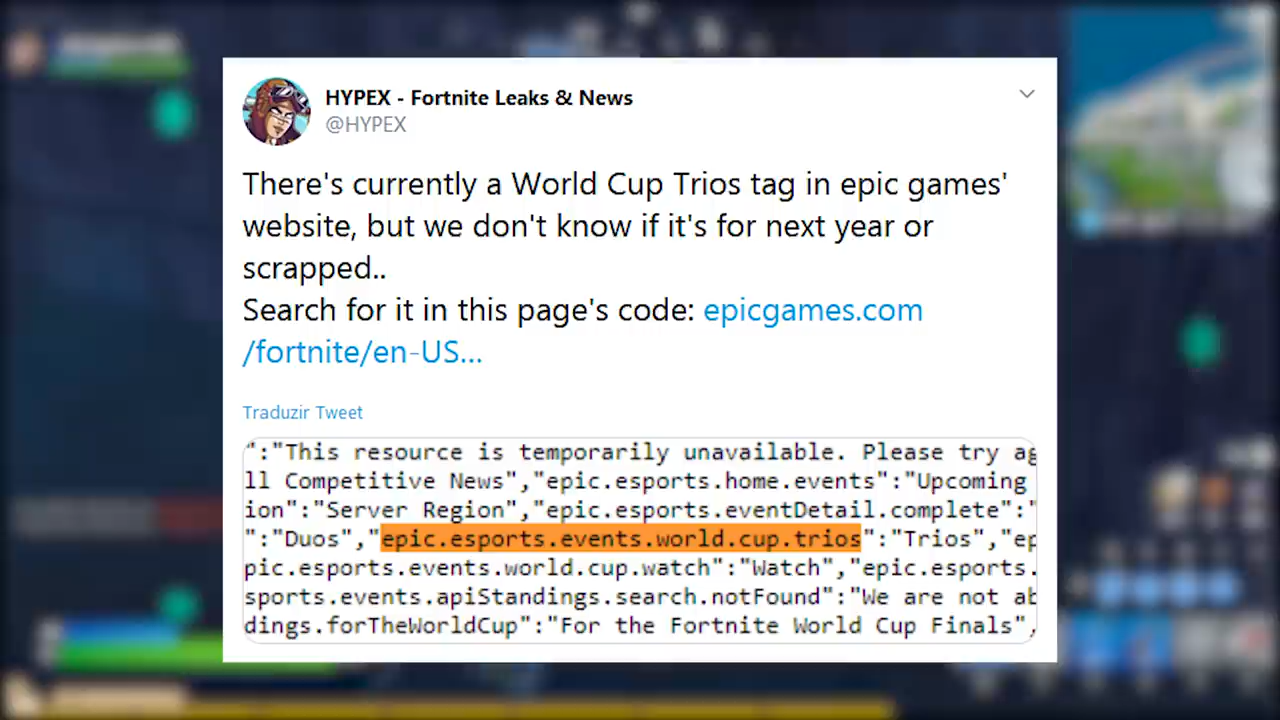 HYPEX - Fortnite Leaks & News
@HYPEX
There's currently a World Cup Trios tag in epic games'
website, but we don't know if it's for next year or
scrapped..
Search for it in this page's code: epicgames.com
/fortnite/en-US...
Traduzir Tweet
":"This resource is temporarily unavailable. Please try ag
ll Competitive News","epic.esports.home.events":"Upcoming
ion":"Server Region","epic.esports.eventDetail.complete":"
":"Duos","epic.esports.events.world.cup.trios":"Trios","ep
pic.esports.events.world.cup.watch":"Watch","epic.esports.
sports.events.apiStandings.search.notFound":"We are not ab
dings.forTheWorldCup":"For the Fortnite World Cup Finals",